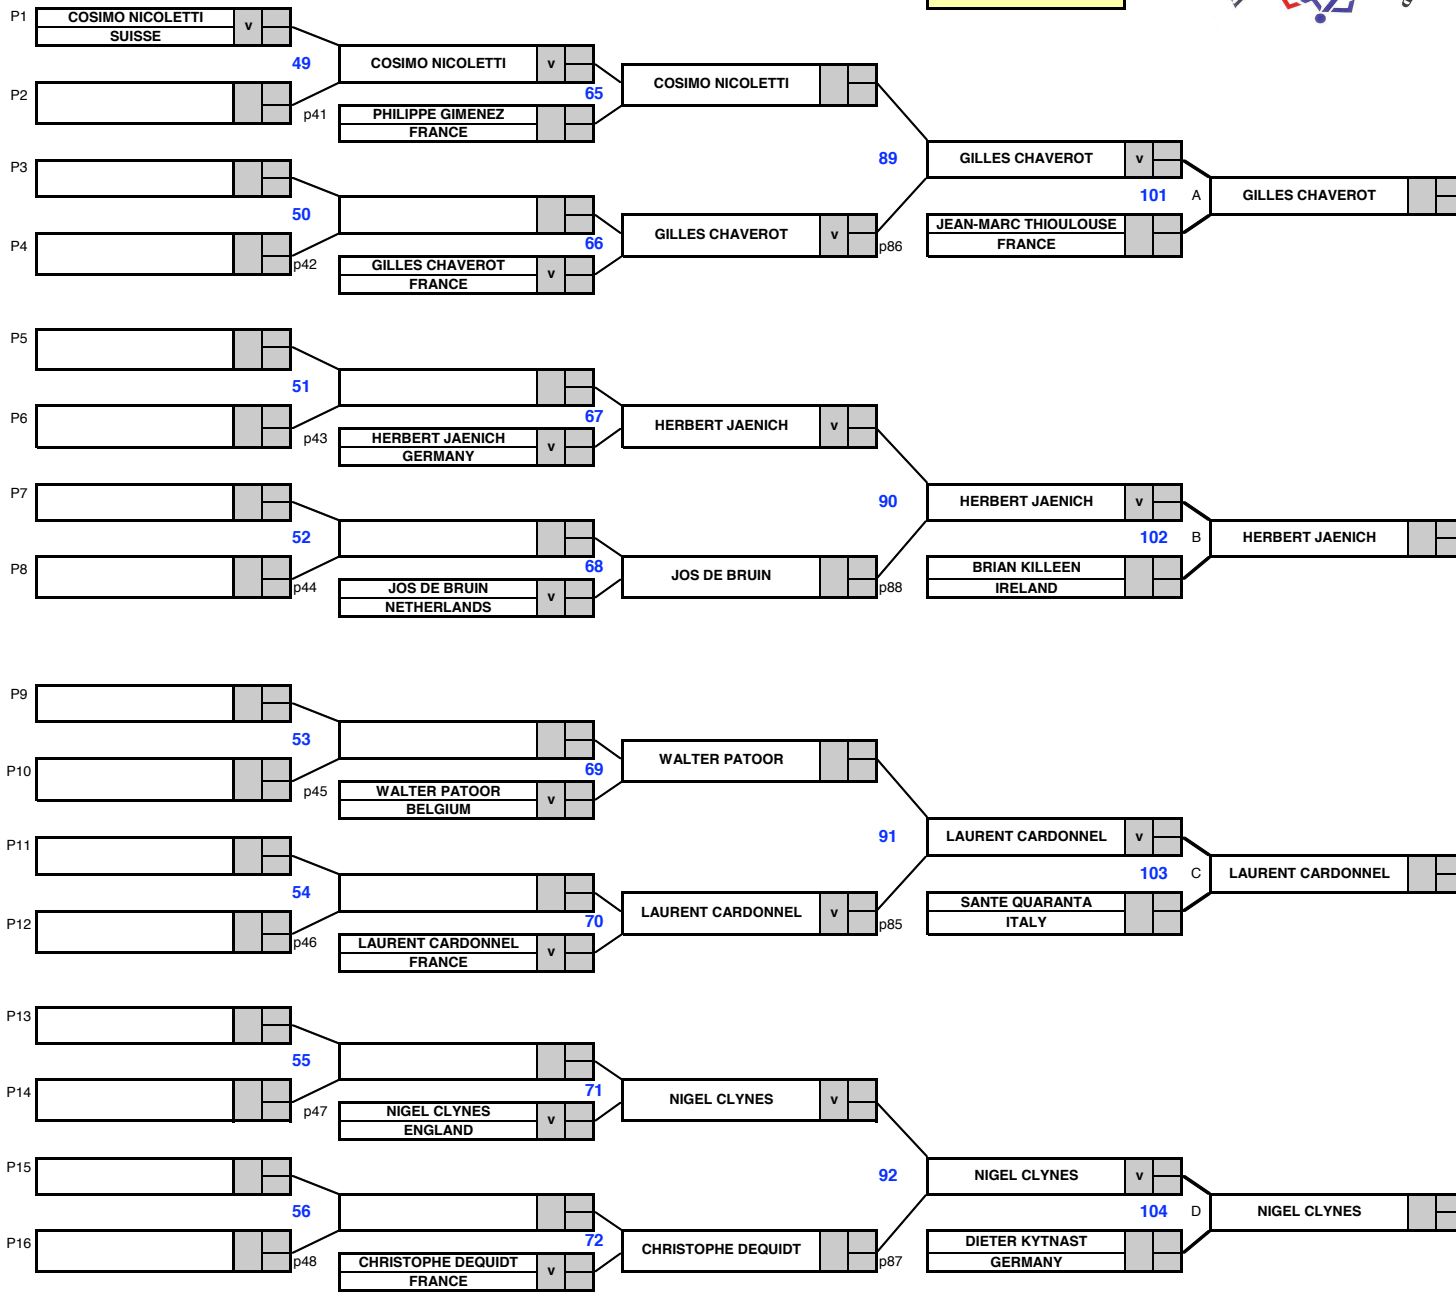 P1
COSIMO NICOLETTI v
SUISSE
49
COSIMO NICOLETTI v
65
COSIMO NICOLETTI
P2
p41
PHILIPPE GIMENEZ
FRANCE
89
GILLES CHAVEROT v
101 A
GILLES CHAVEROT
P3
50
66
GILLES CHAVEROT v
p86
JEAN-MARC THIOULOUSE
FRANCE
P4
p42
GILLES CHAVEROT v
FRANCE
P5
51
67
HERBERT JAENICH v
P6
p43
HERBERT JAENICH v
GERMANY
90
HERBERT JAENICH v
102 B
HERBERT JAENICH
P7
52
68
JOS DE BRUIN
p88
BRIAN KILLEEN
IRELAND
P8
p44
JOS DE BRUIN v
NETHERLANDS
P9
53
69
WALTER PATOOR
P10
p45
WALTER PATOOR v
BELGIUM
91
LAURENT CARDONNEL v
103 C
LAURENT CARDONNEL
P11
54
70
LAURENT CARDONNEL v
p85
SANTE QUARANTA
ITALY
P12
p46
LAURENT CARDONNEL v
FRANCE
P13
55
71
NIGEL CLYNES v
P14
p47
NIGEL CLYNES v
ENGLAND
92
NIGEL CLYNES v
104 D
NIGEL CLYNES
P15
56
72
CHRISTOPHE DEQUIDT
p87
DIETER KYTNAST
GERMANY
P16
p48
CHRISTOPHE DEQUIDT v
FRANCE